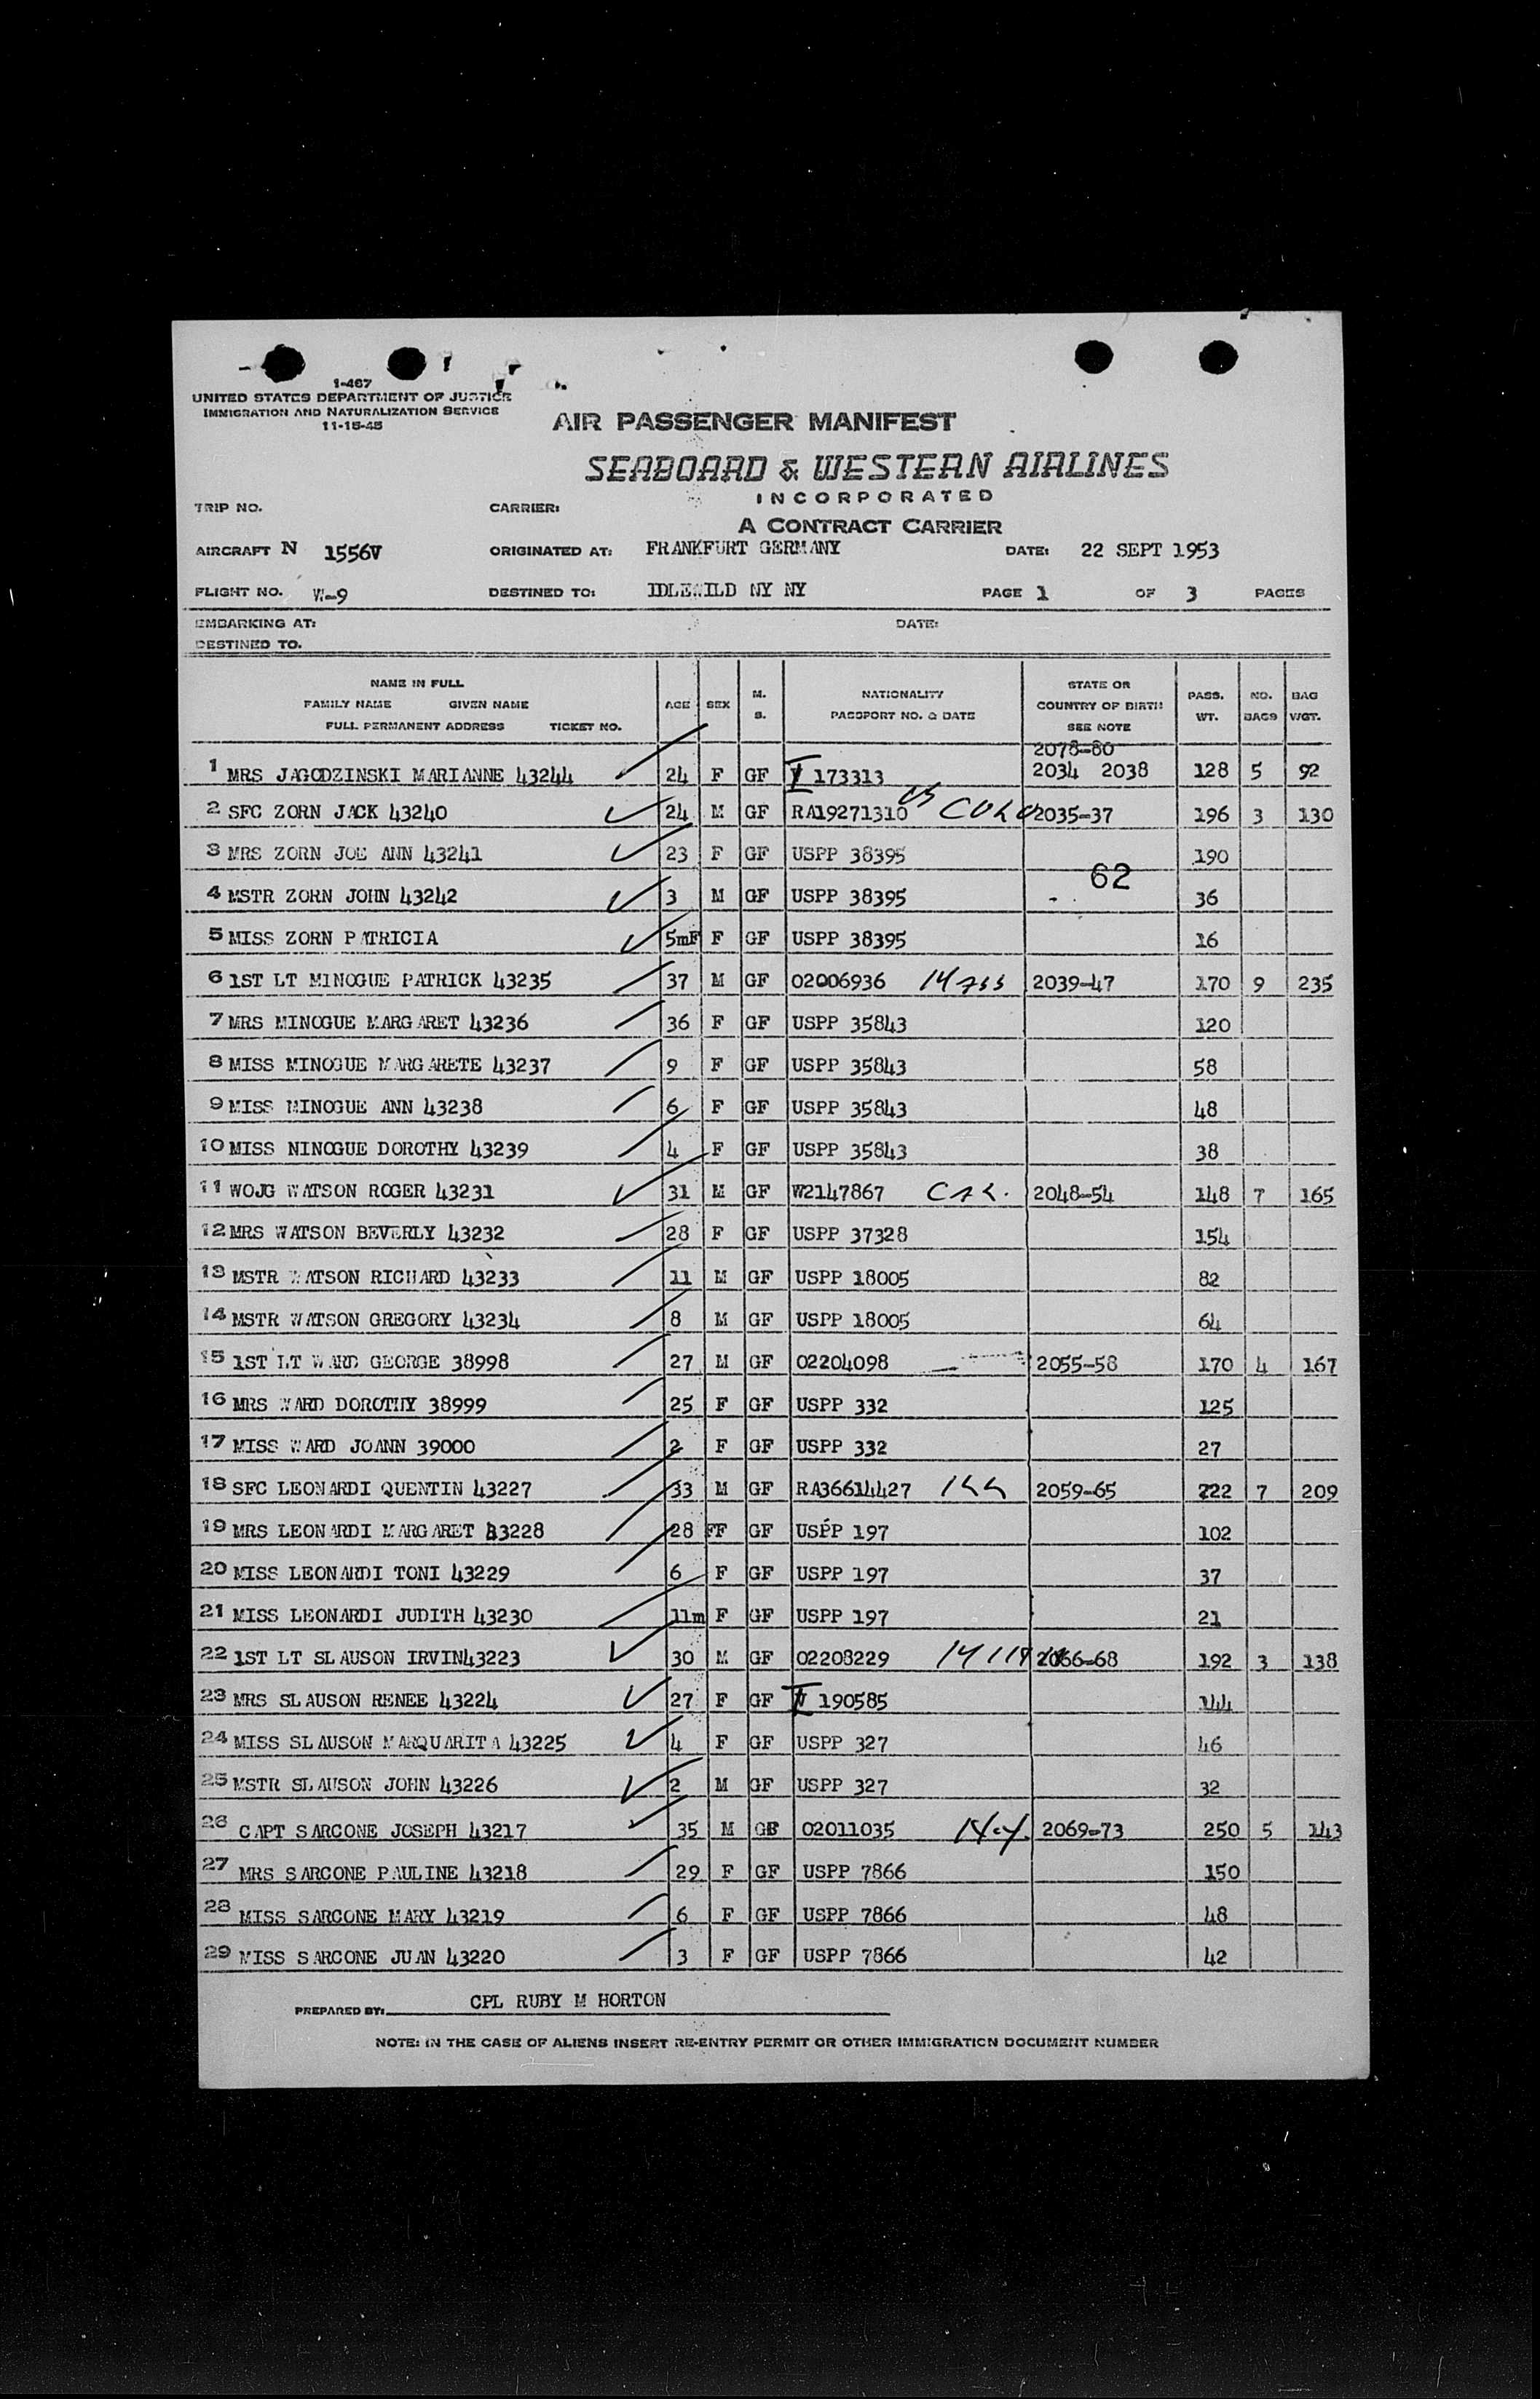 1-467
UNITED STATES DEPARTMENT OF JUSTICE
IMMIGRATION AND NATURALIZATION SERVICE
11-15-45
AIR PASSENGER MANIFEST
SEABOARD & WESTERN AIRLINES
INCORPORATED
A CONTRACT CARRIER
TRIP NO. CARRIER:
AIRCRAFT N 1556V ORIGINATED AT: FRANKFURT GERMANY DATE: 22 SEPT 1953
FLIGHT NO. W-9 DESTINED TO: IDLEWILD NY NY PAGE 1 OF 3 PAGES
EMBARKING AT: DATE:
DESTINED TO.
NAME IN FULL FAMILY NAME GIVEN NAME FULL PERMANENT ADDRESS TICKET NO. AGE SEX M. S. NATIONALITY PASSPORT NO. & DATE STATE OR COUNTRY OF BIRTH SEE NOTE PASS. WT. NO. BAGS BAG WGT.
2078-80
1 MRS JAGODZINSKI MARIANNE 43244 24 F GF V 173313 2034 2038 128 5 92
2 SFC ZORN JACK 43240 24 M GF RA19271310 US COLO 2035-37 196 3 130
3 MRS ZORN JOE ANN 43241 23 F GF USPP 38395 190
62
4 MSTR ZORN JOHN 43242 3 M GF USPP 38395 36
5 MISS ZORN PATRICIA 5mF F GF USPP 38395 16
6 1ST LT MINOGUE PATRICK 43235 37 M GF 02006936 2039-47 170 9 235
7 MRS MINOGUE MARGARET 43236 36 F GF USPP 35843 120
8 MISS MINOGUE MARGARETE 43237 9 F GF USPP 35843 58
9 MISS MINOGUE ANN 43238 6 F GF USPP 35843 48
10 MISS NINOGUE DOROTHY 43239 4 F GF USPP 35843 38
11 WOJG WATSON ROGER 43231 31 M GF W2147867 CAL. 2048-54 148 7 165
12 MRS WATSON BEVERLY 43232 28 F GF USPP 37328 154
13 MSTR WATSON RICHARD 43233 11 M GF USPP 18005 82
14 MSTR WATSON GREGORY 43234 8 M GF USPP 18005 64
15 1ST LT WARD GEORGE 38998 27 M GF 02204098 2055-58 170 4 167
16 MRS WARD DOROTHY 38999 25 F GF USPP 332 125
17 MISS WARD JOANN 39000 2 F GF USPP 332 27
18 SFC LEONARDI QUENTIN 43227 33 M GF RA36614427 2059-65 222 7 209
19 MRS LEONARDI MARGARET 43228 28 FF GF USPP 197 102
20 MISS LEONARDI TONI 43229 6 F GF USPP 197 37
21 MISS LEONARDI JUDITH 43230 11m F GF USPP 197 21
22 1ST LT SLAUSON IRVIN43223 30 M GF 02208229 2066-68 192 3 138
23 MRS SLAUSON RENEE 43224 27 F GF V 190585 144
24 MISS SLAUSON MARQUARITA 43225 4 F GF USPP 327 46
25 MSTR SLAUSON JOHN 43226 2 M GF USPP 327 32
26 CAPT SARCONE JOSEPH 43217 35 M GF 02011035 2069-73 250 5 143
27 MRS SARCONE PAULINE 43218 29 F GF USPP 7866 150
28 MISS SARCONE MARY 43219 6 F GF USPP 7866 48
29 MISS SARCONE JUAN 43220 3 F GF USPP 7866 42
PREPARED BY: CPL RUBY M HORTON
NOTE: IN THE CASE OF ALIENS INSERT RE-ENTRY PERMIT OR OTHER IMMIGRATION DOCUMENT NUMBER